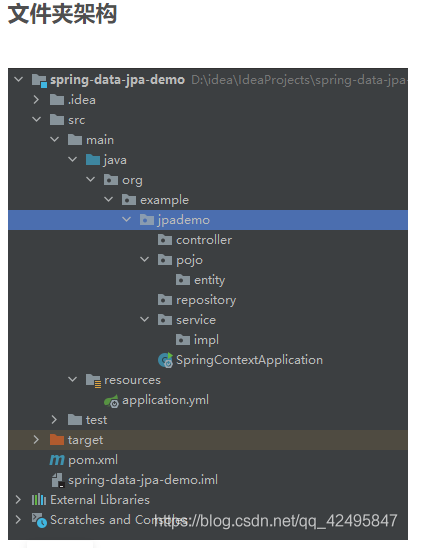 文件夹架构
spring-data-jpa-demo D:\idea\IdeaProjects\spring-data-jpa-
.idea
src
main
java
org
example
jpademo
controller
pojo
entity
repository
service
impl
SpringContextApplication
resources
application.yml
test
target
pom.xml
spring-data-jpa-demo.iml
External Libraries
Scratches and Consoles
https://blog.csdn.net/qq_42495847